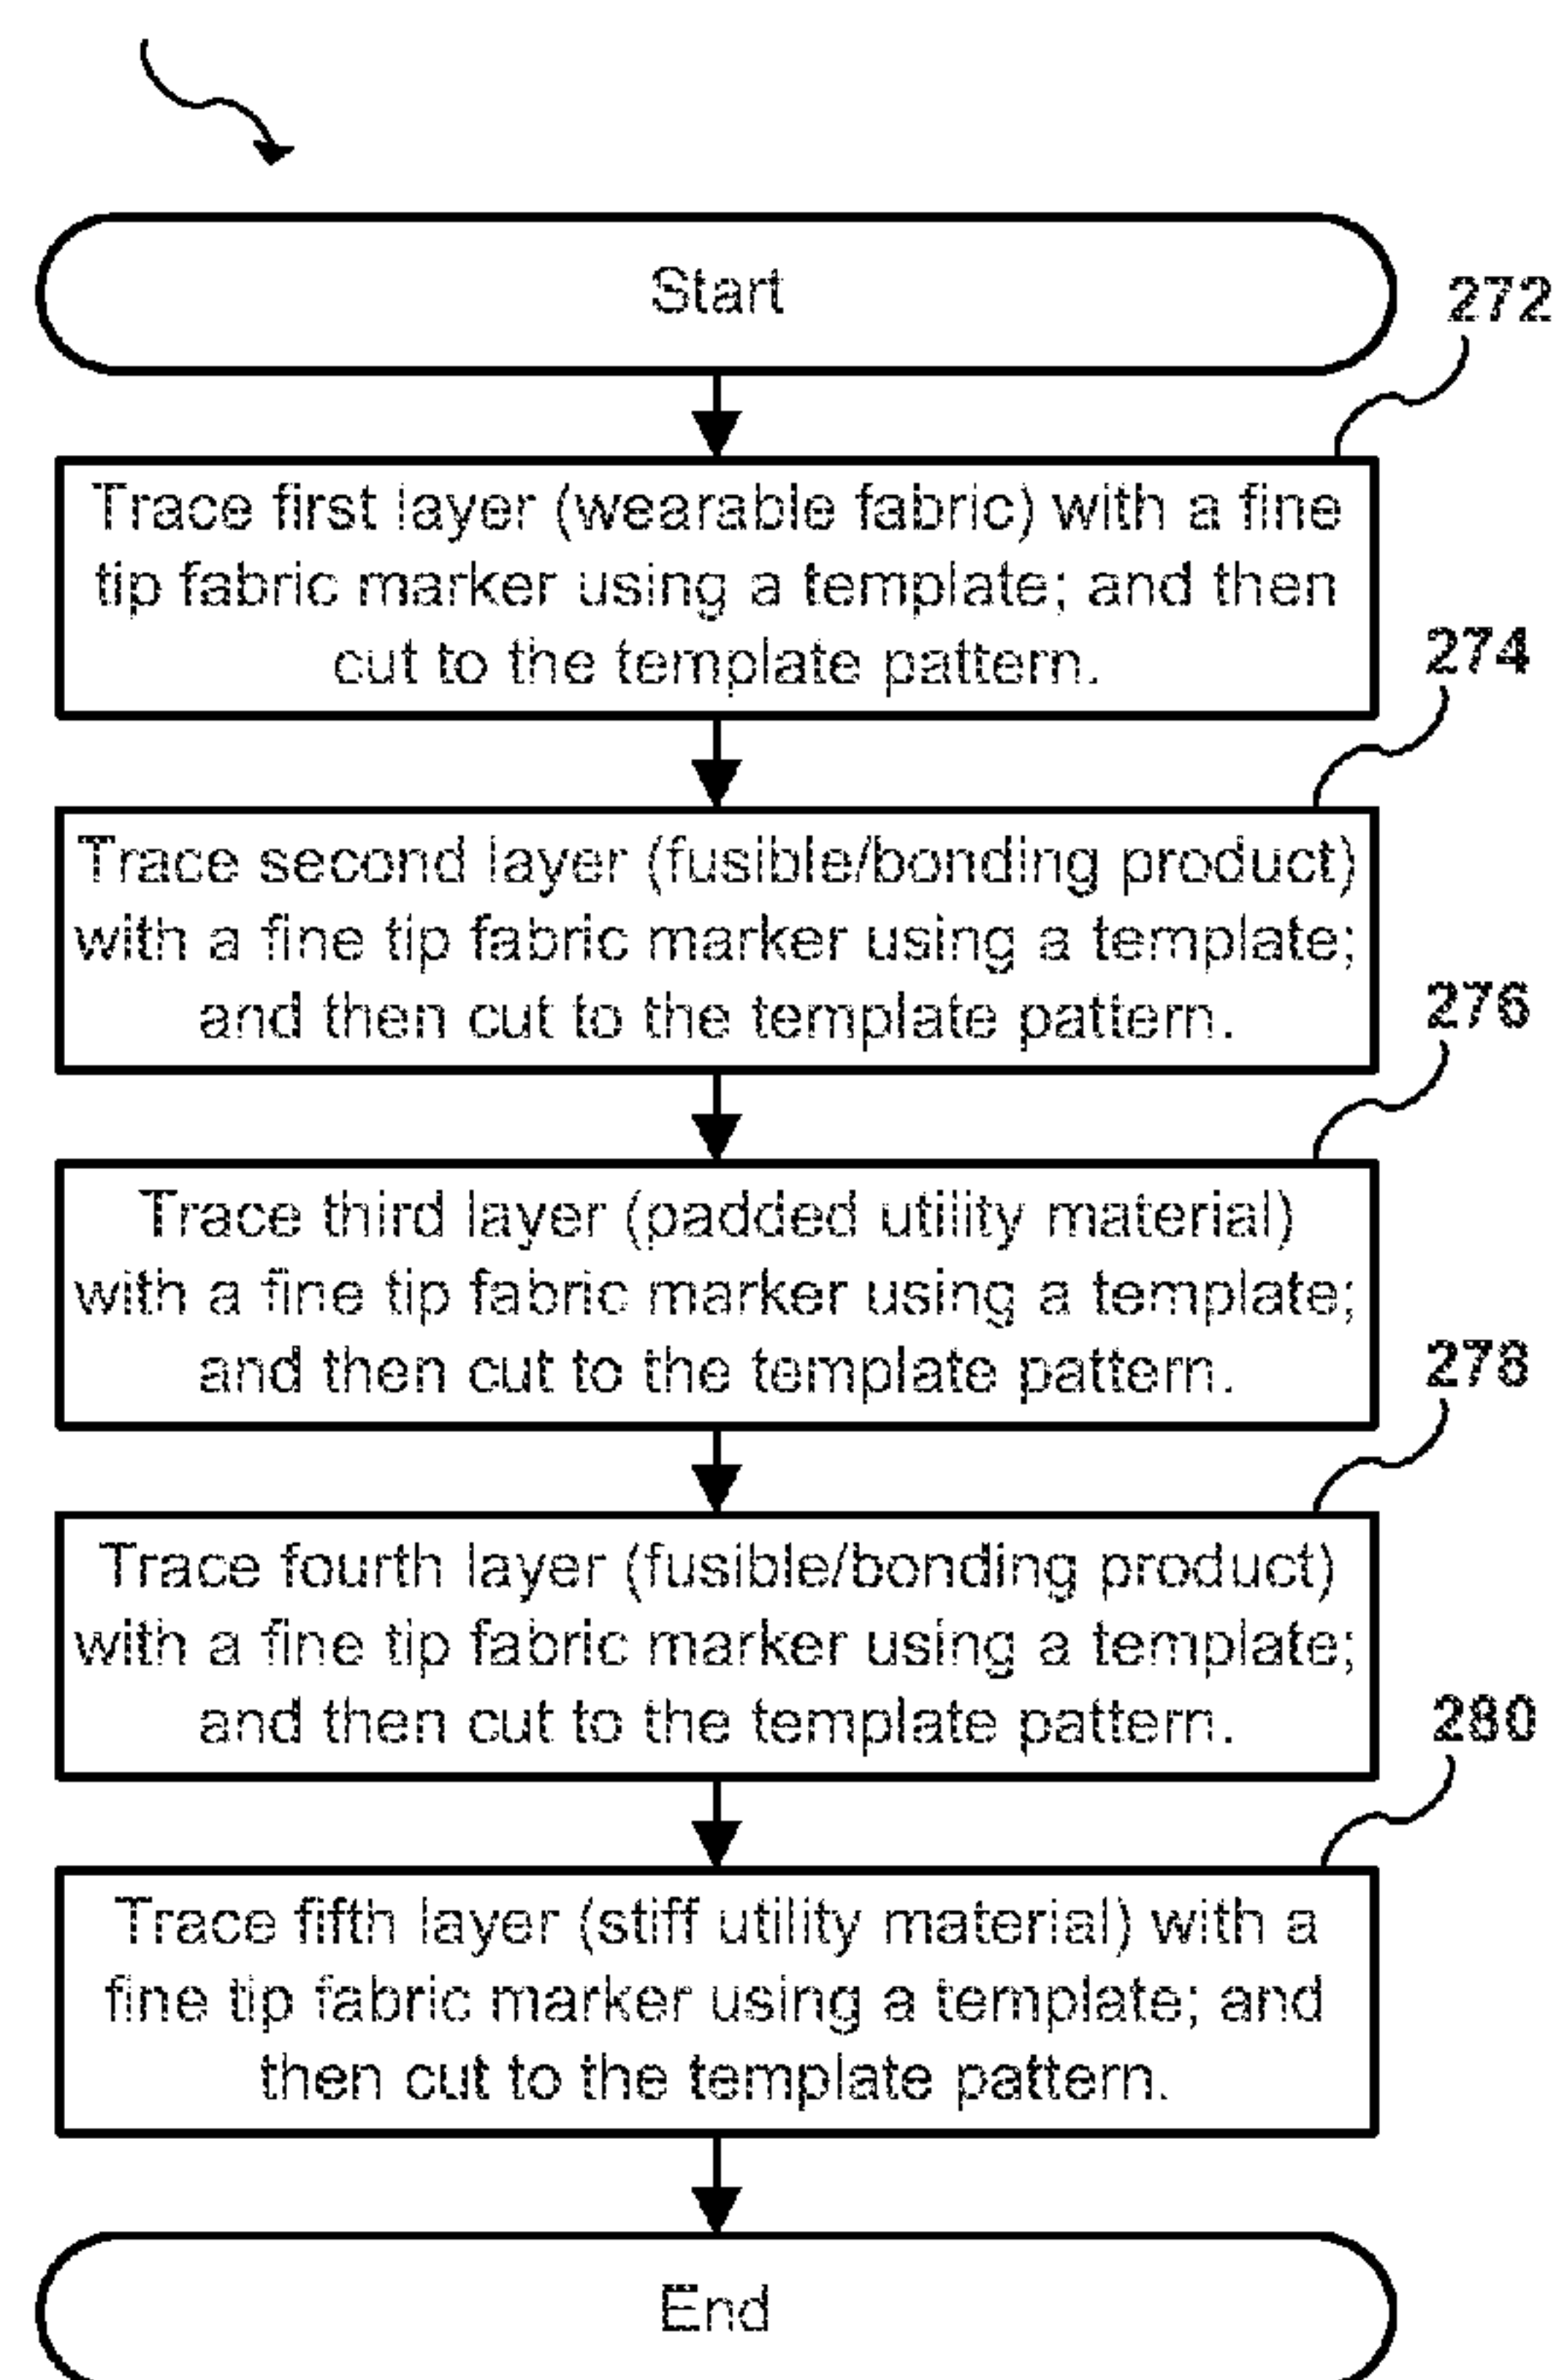 Start
272
Trace first layer (wearable fabric) with a fine
tip fabric marker using a template; and then
cut to the template pattern.
274
Trace second layer (fusible/bonding product)
with a fine tip fabric marker using a template;
and then cut to the template pattern.
276
Trace third layer (padded utility material)
with a fine tip fabric marker using a template;
and then cut to the template pattern.
278
Trace fourth layer (fusible/bonding product)
with a fine tip fabric marker using a template;
and then cut to the template pattern.
280
Trace fifth layer (stiff utility material) with a
fine tip fabric marker using a template; and
then cut to the template pattern.
End